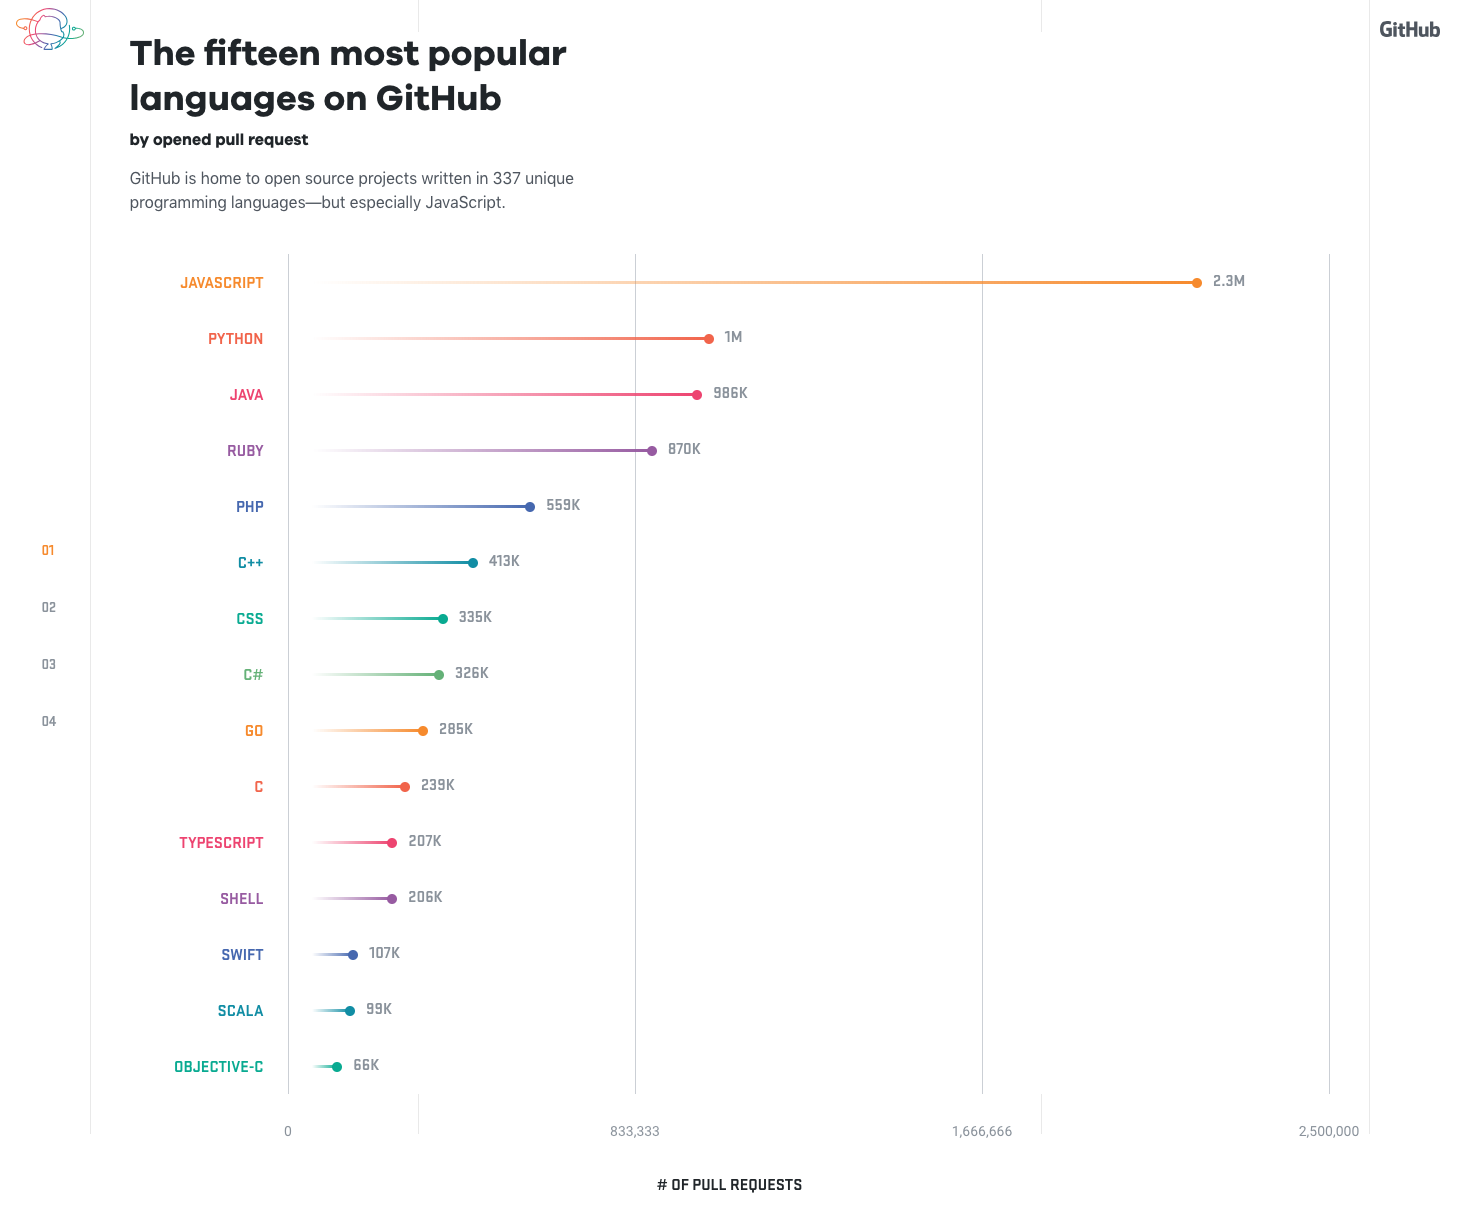 GitHub
The fifteen most popular
languages on GitHub
by opened pull request
GitHub is home to open source projects written in 337 unique
programming languages—but especially JavaScript.
JAVASCRIPT 2.3M
PYTHON 1M
JAVA 986K
RUBY 870K
PHP 559K
01
C++ 413K
02
CSS 335K
03
C# 326K
04
GO 285K
C 239K
TYPESCRIPT 207K
SHELL 206K
SWIFT 107K
SCALA 99K
OBJECTIVE-C 66K
0 833,333 1,666,666 2,500,000
# OF PULL REQUESTS